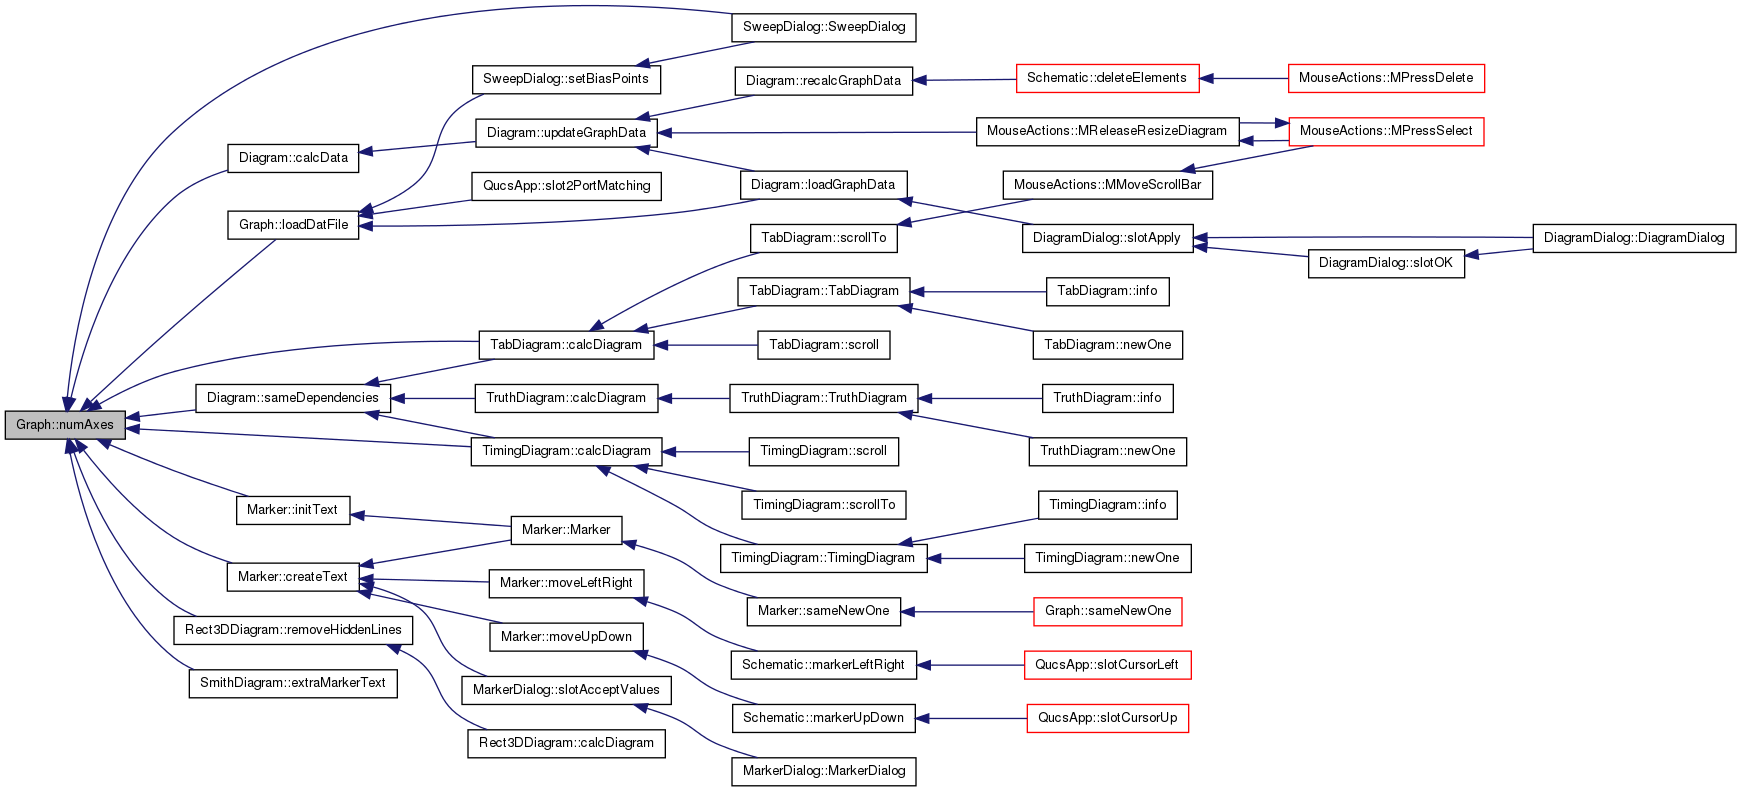 SweepDialog::SweepDialog
SweepDialog::setBiasPoints
Diagram::recalcGraphData
Schematic::deleteElements
MouseActions::MPressDelete
Diagram::updateGraphData
MouseActions::MReleaseResizeDiagram
MouseActions::MPressSelect
Diagram::calcData
QucsApp::slot2PortMatching
Diagram::loadGraphData
MouseActions::MMoveScrollBar
Graph::loadDatFile
TabDiagram::scrollTo
DiagramDialog::slotApply
DiagramDialog::DiagramDialog
DiagramDialog::slotOK
TabDiagram::TabDiagram
TabDiagram::info
TabDiagram::calcDiagram
TabDiagram::scroll
TabDiagram::newOne
Diagram::sameDependencies
TruthDiagram::calcDiagram
TruthDiagram::TruthDiagram
TruthDiagram::info
Graph::numAxes
TimingDiagram::calcDiagram
TimingDiagram::scroll
TruthDiagram::newOne
Marker::initText
TimingDiagram::scrollTo
TimingDiagram::info
Marker::Marker
TimingDiagram::TimingDiagram
TimingDiagram::newOne
Marker::createText
Marker::moveLeftRight
Marker::sameNewOne
Graph::sameNewOne
Rect3DDiagram::removeHiddenLines
Marker::moveUpDown
Schematic::markerLeftRight
QucsApp::slotCursorLeft
SmithDiagram::extraMarkerText
MarkerDialog::slotAcceptValues
Schematic::markerUpDown
QucsApp::slotCursorUp
Rect3DDiagram::calcDiagram
MarkerDialog::MarkerDialog